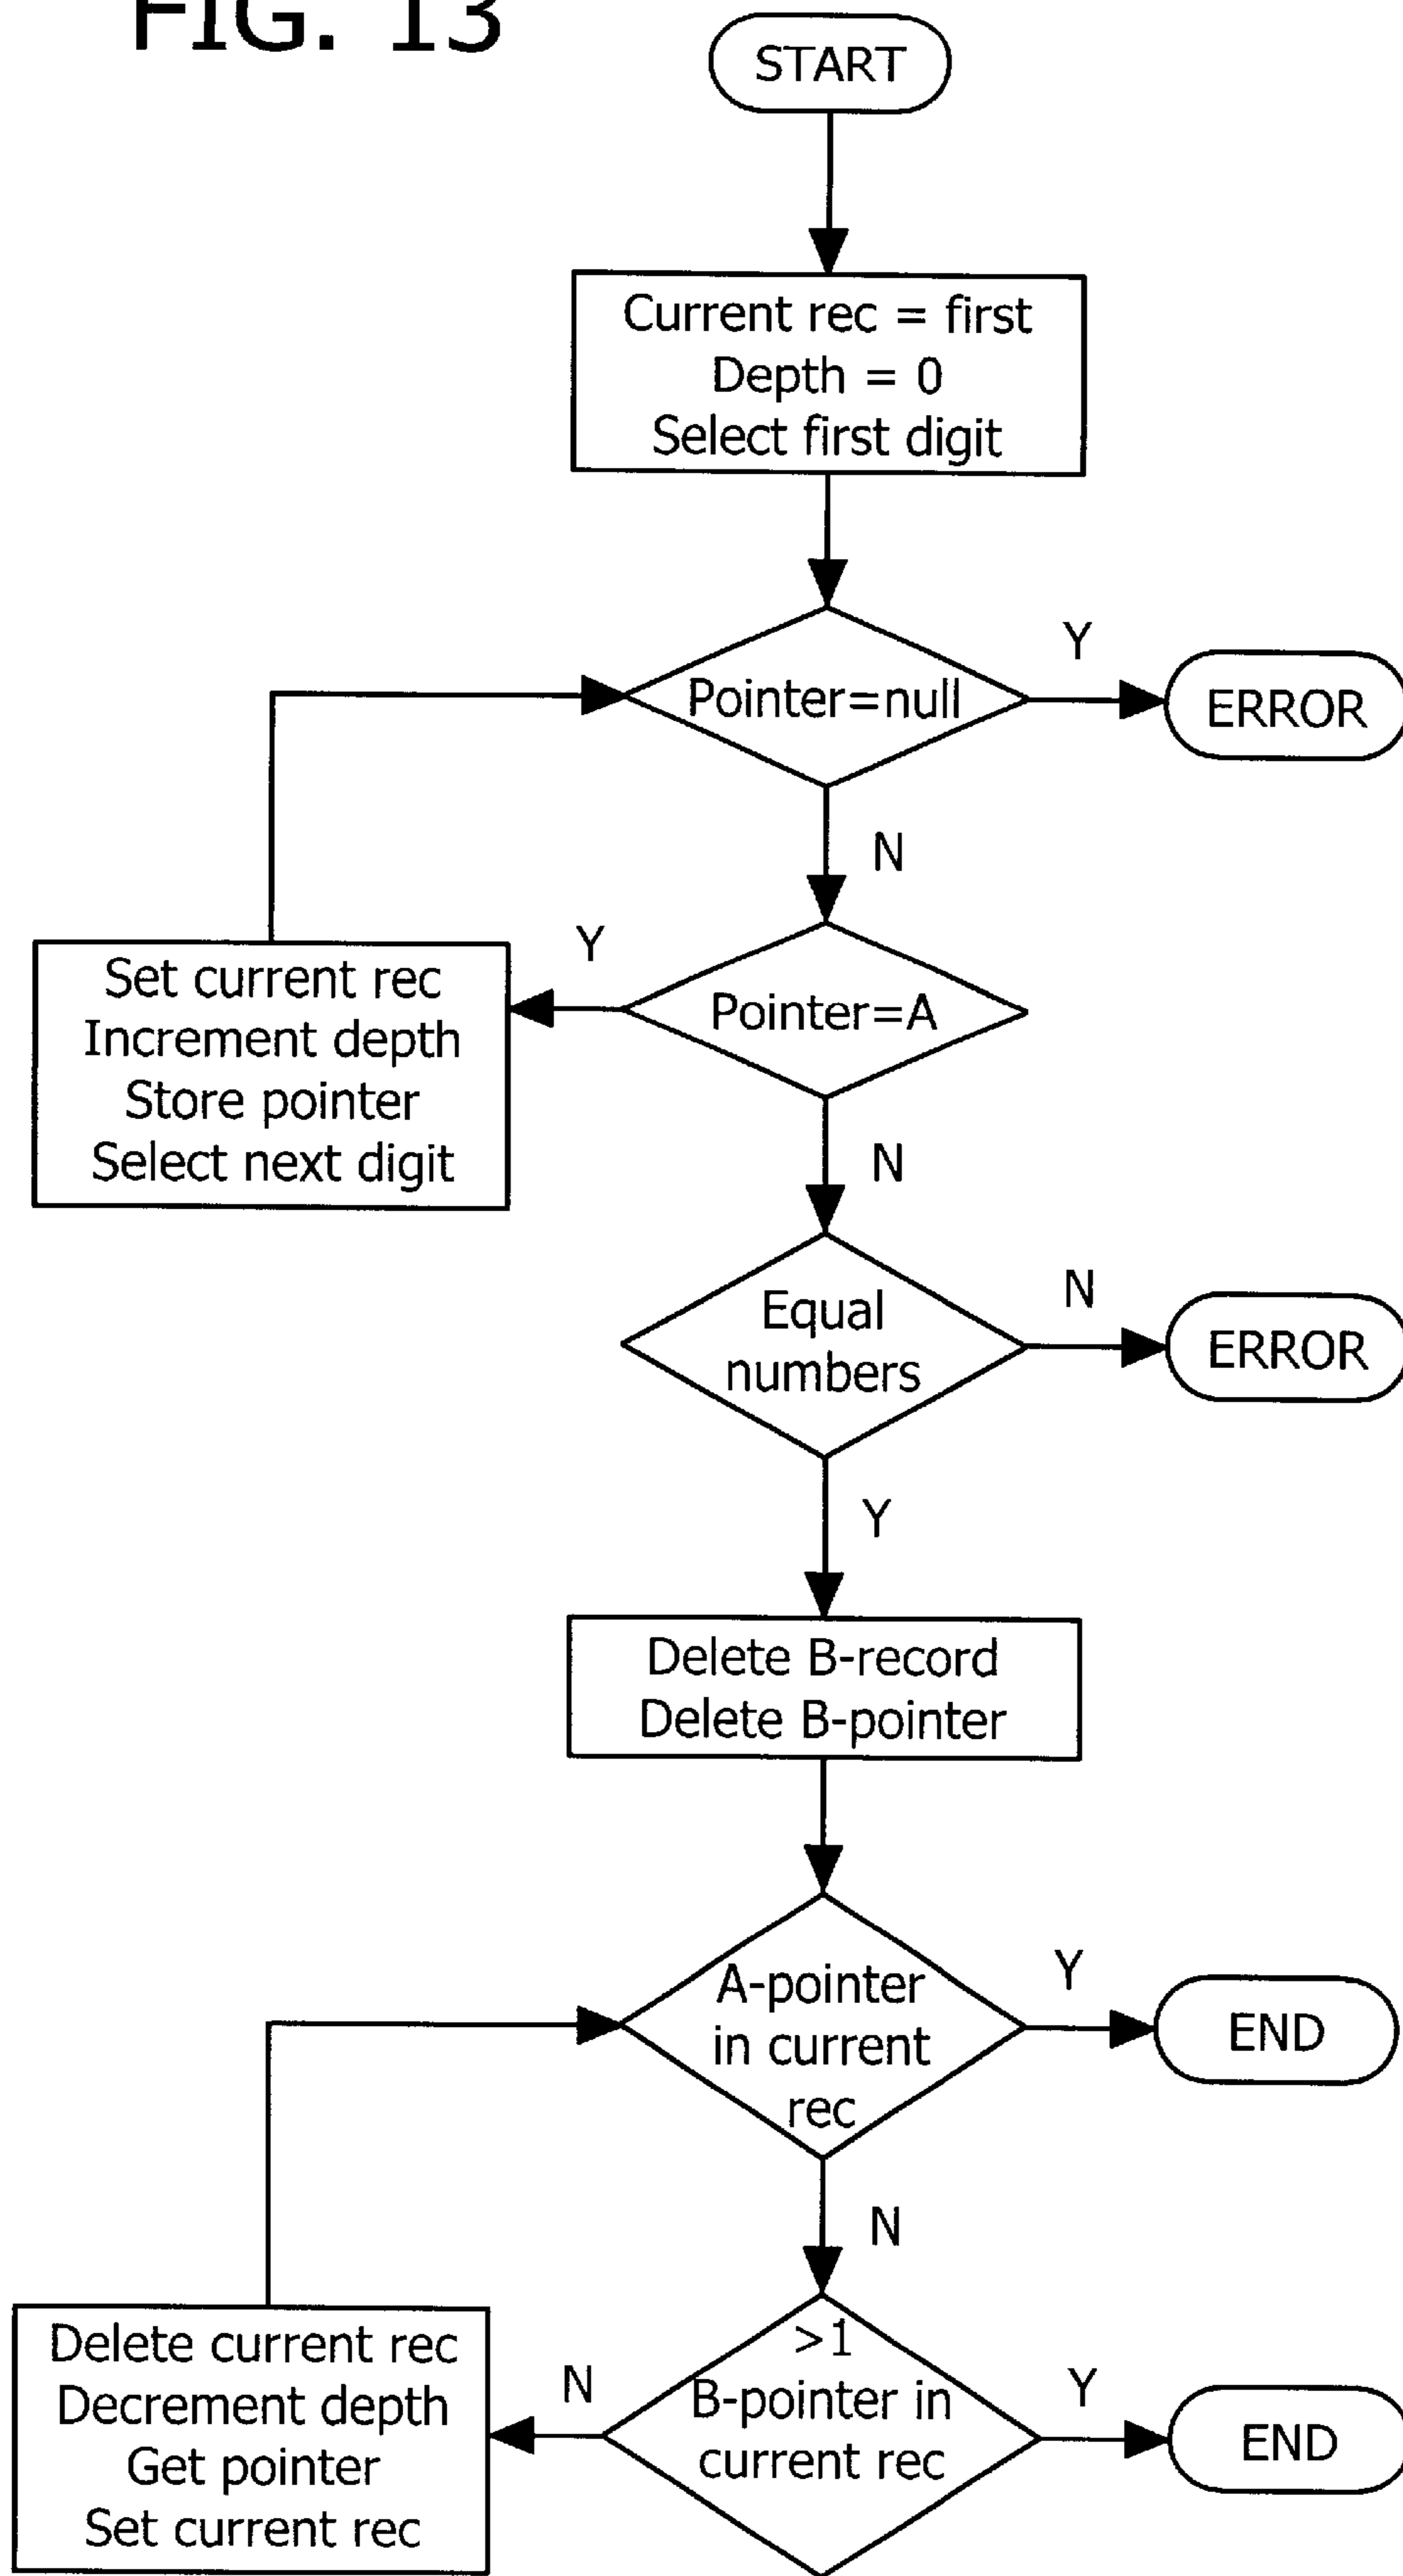 FIG. 13
START
Current rec = first
Depth = 0
Select first digit
Y
Pointer=null
ERROR
N
Y
Pointer=A
Set current rec
Increment depth
Store pointer
Select next digit
N
N
Equal
numbers
ERROR
Y
Delete B-record
Delete B-pointer
Y
A-pointer
in current
rec
END
N
>1
B-pointer in
current rec
Y
END
N
Delete current rec
Decrement depth
Get pointer
Set current rec